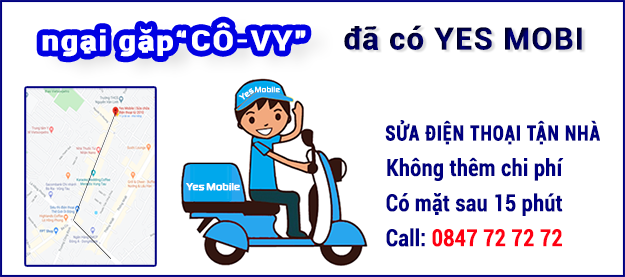 ngại gặp "CÔ-VY" đã có YES MOBI
Yes Mobile
Yes Mobile
SỬA ĐIỆN THOẠI TẬN NHÀ
Không thêm chi phí
Có mặt sau 15 phút
Call: 0847 72 72 72